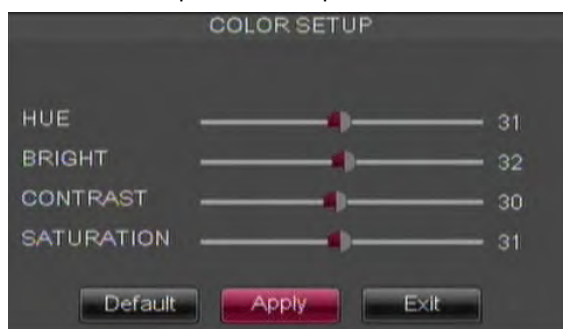 COLOR SETUP
HUE 31
BRIGHT 32
CONTRAST 30
SATURATION 31
Default Apply Exit